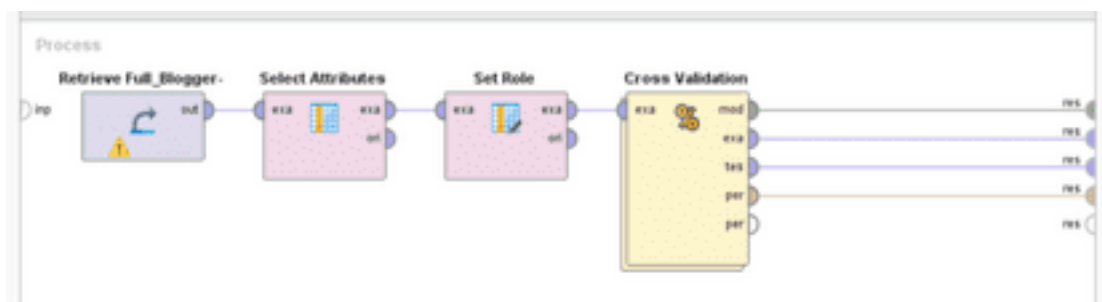 Process
Retrieve Full_Blogger-
Select Attributes
Set Role
Cross Validation
inp
out
exa
exa
ori
exa
exa
ori
exa
mod
exa
tes
per
per
res
res
res
res
res